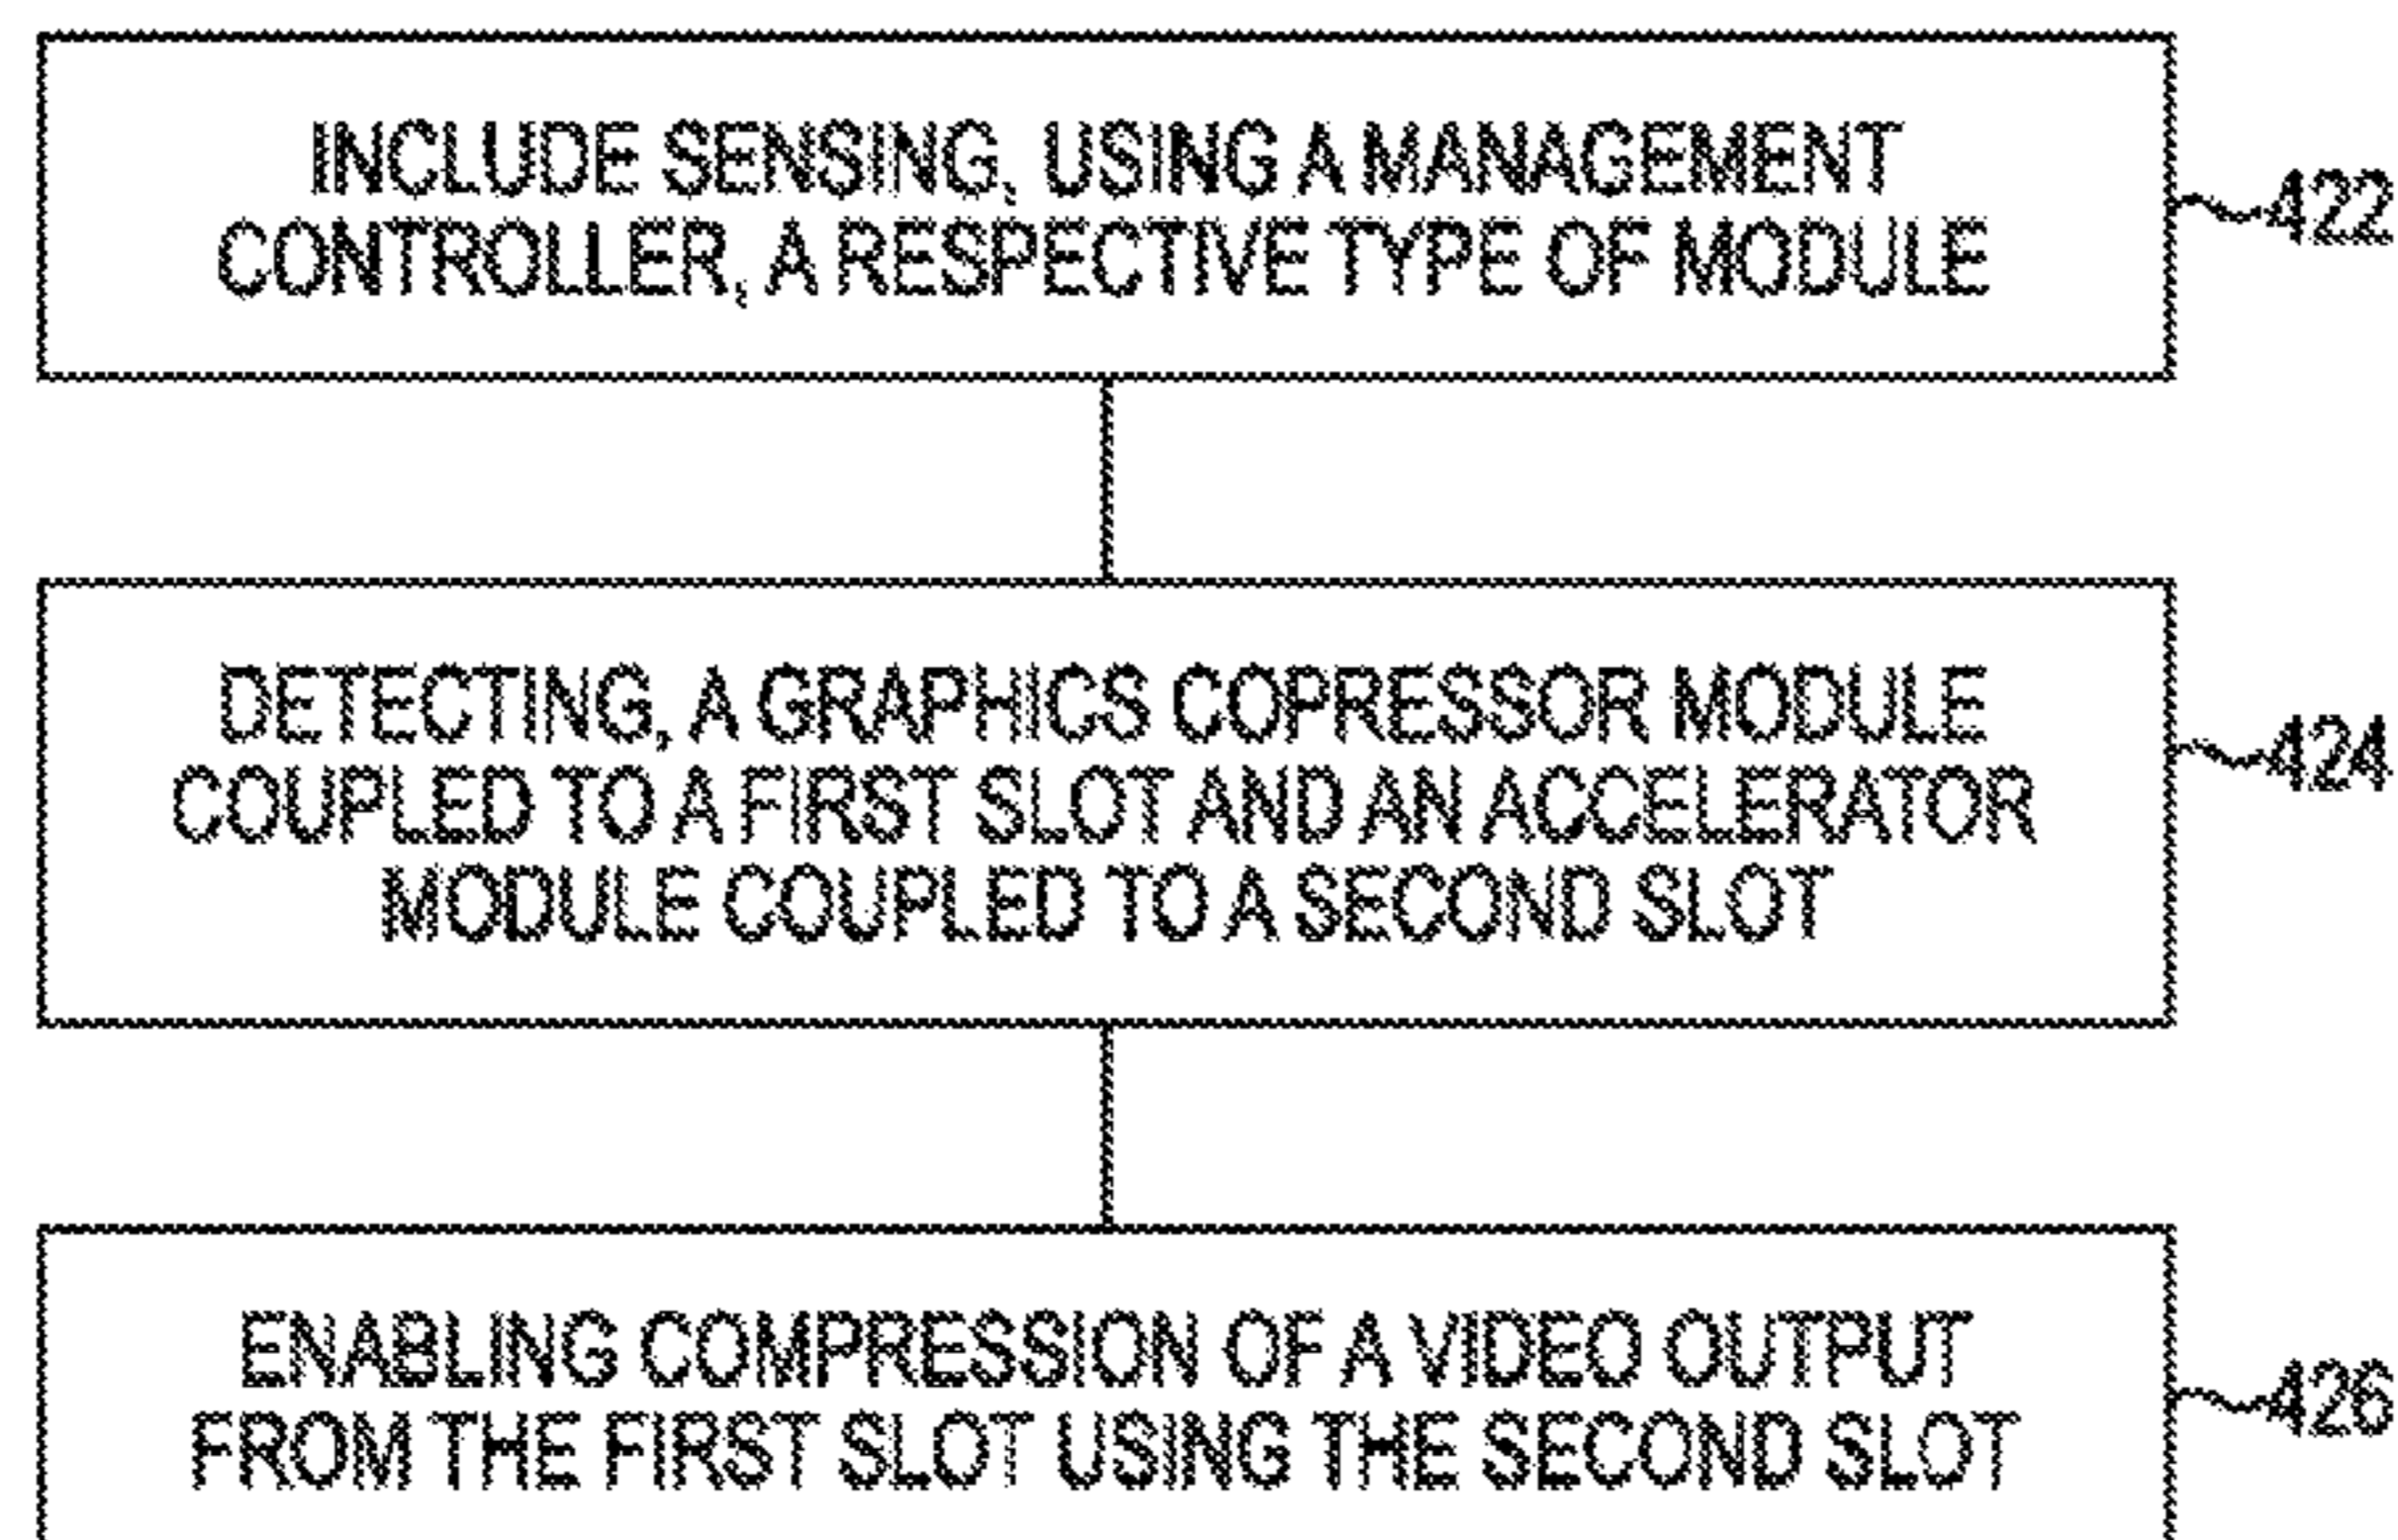 INCLUDE SENSING, USING A MANAGEMENT
CONTROLLER, A RESPECTIVE TYPE OF MODULE
422
DETECTING, A GRAPHICS COPRESSOR MODULE
COUPLED TO A FIRST SLOT AND AN ACCELERATOR
MODULE COUPLED TO A SECOND SLOT
424
ENABLING COMPRESSION OF A VIDEO OUTPUT
FROM THE FIRST SLOT USING THE SECOND SLOT
426